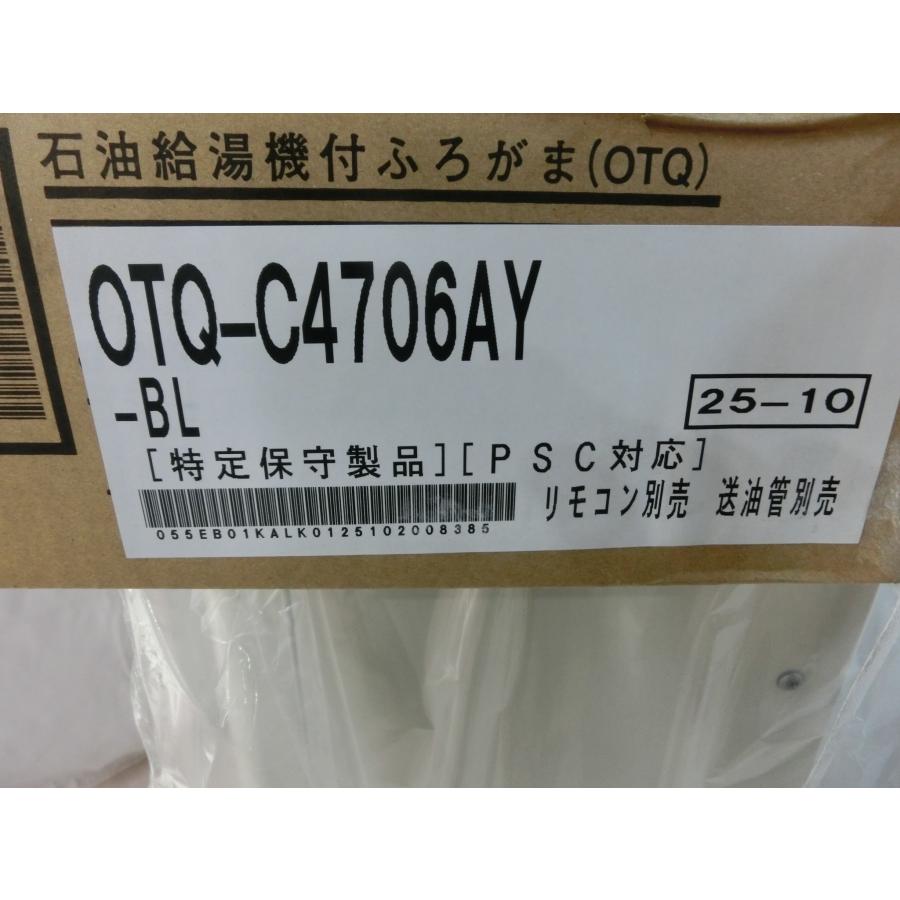 石油給湯機付ふろがま(OTQ)
OTQ-C4706AY
-BL
25-10
[特定保守製品][PSC対応]
リモコン別売 送油管別売
055EB01KALK0125102008385